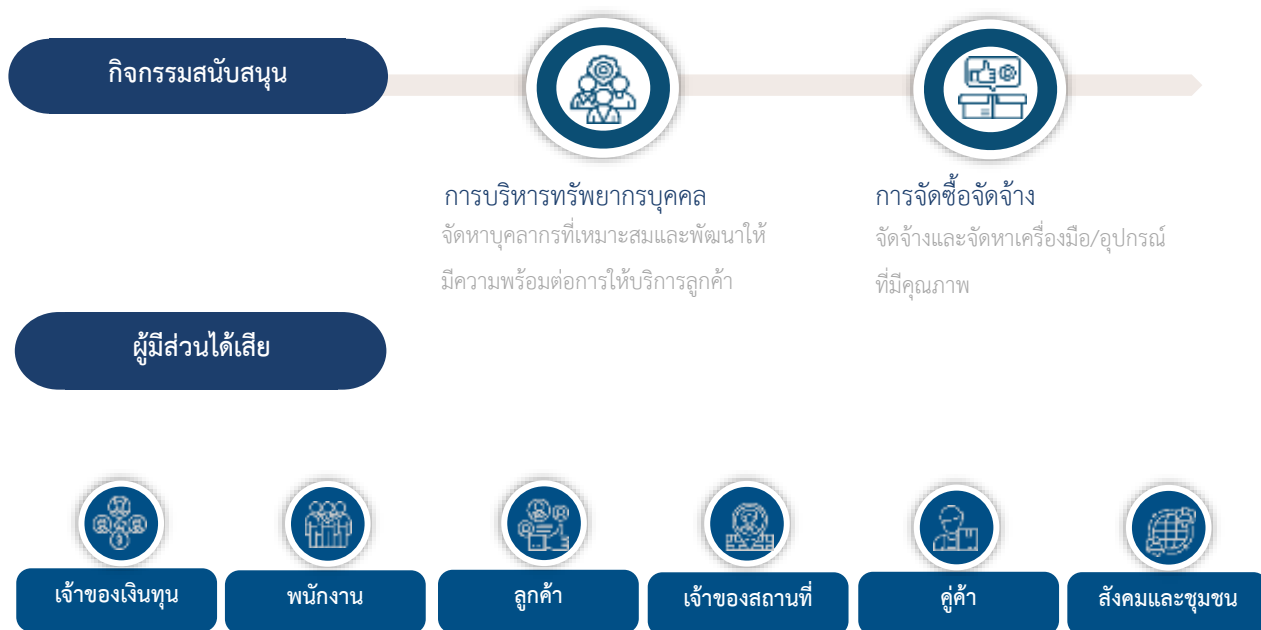 กิจกรรมสนับสนุน
การบริหารทรัพยากรบุคคล
จัดหาบุคลากรที่เหมาะสมและพัฒนาให้
มีความพร้อมต่อการให้บริการลูกค้า
การจัดซื้อจัดจ้าง
จัดจ้างและจัดหาเครื่องมือ/อุปกรณ์
ที่มีคุณภาพ
ผู้มีส่วนได้เสีย
เจ้าของเงินทุน
พนักงาน
ลูกค้า
เจ้าของสถานที่
คู่ค้า
สังคมและชุมชน